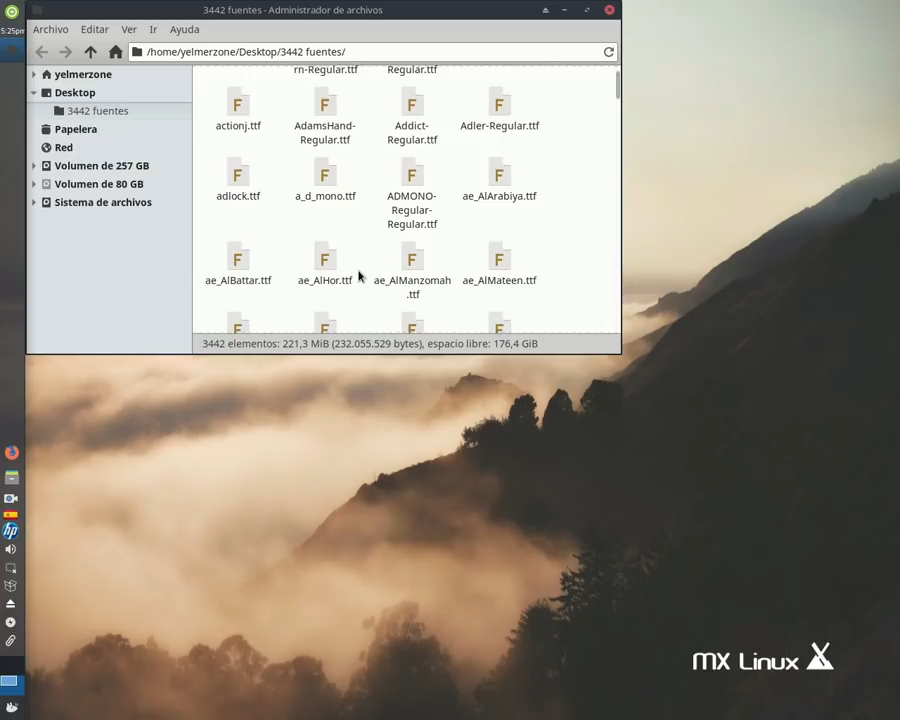 3442 fuentes - Administrador de archivos
5:25pm
Archivo Editar Ver Ir Ayuda
/home/yelmerzone/Desktop/3442 fuentes/
yelmerzone
Desktop
3442 fuentes
Papelera
Red
Volumen de 257 GB
Volumen de 80 GB
Sistema de archivos
rn-Regular.ttf
Regular.ttf
actionj.ttf
AdamsHand-
Regular.ttf
Addict-
Regular.ttf
Adler-Regular.ttf
adlock.ttf
a_d_mono.ttf
ADMONO-
Regular-
Regular.ttf
ae_AlArabiya.ttf
ae_AlBattar.ttf
ae_AlHor.ttf
ae_AlManzomah
.ttf
ae_AlMateen.ttf
F F F F
F F F F
F F F F
F F F F
3442 elementos: 221,3 MiB (232.055.529 bytes), espacio libre: 176,4 GiB
hp
MX Linux